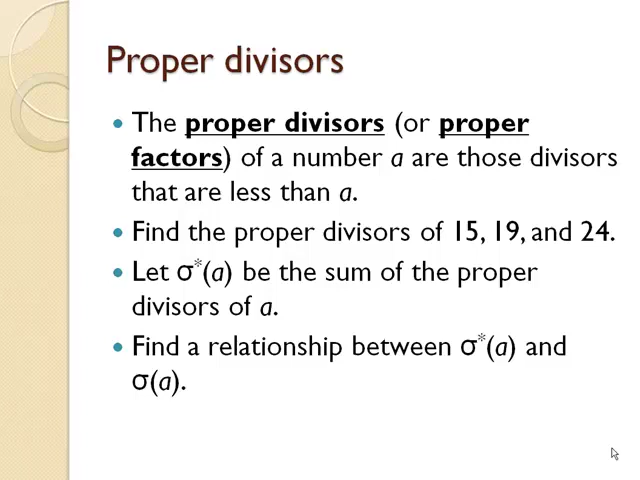 Proper divisors
• The proper divisors (or proper
factors) of a number a are those divisors
that are less than a.
• Find the proper divisors of 15, 19, and 24.
• Let σ*(a) be the sum of the proper
divisors of a.
• Find a relationship between σ*(a) and
σ(a).